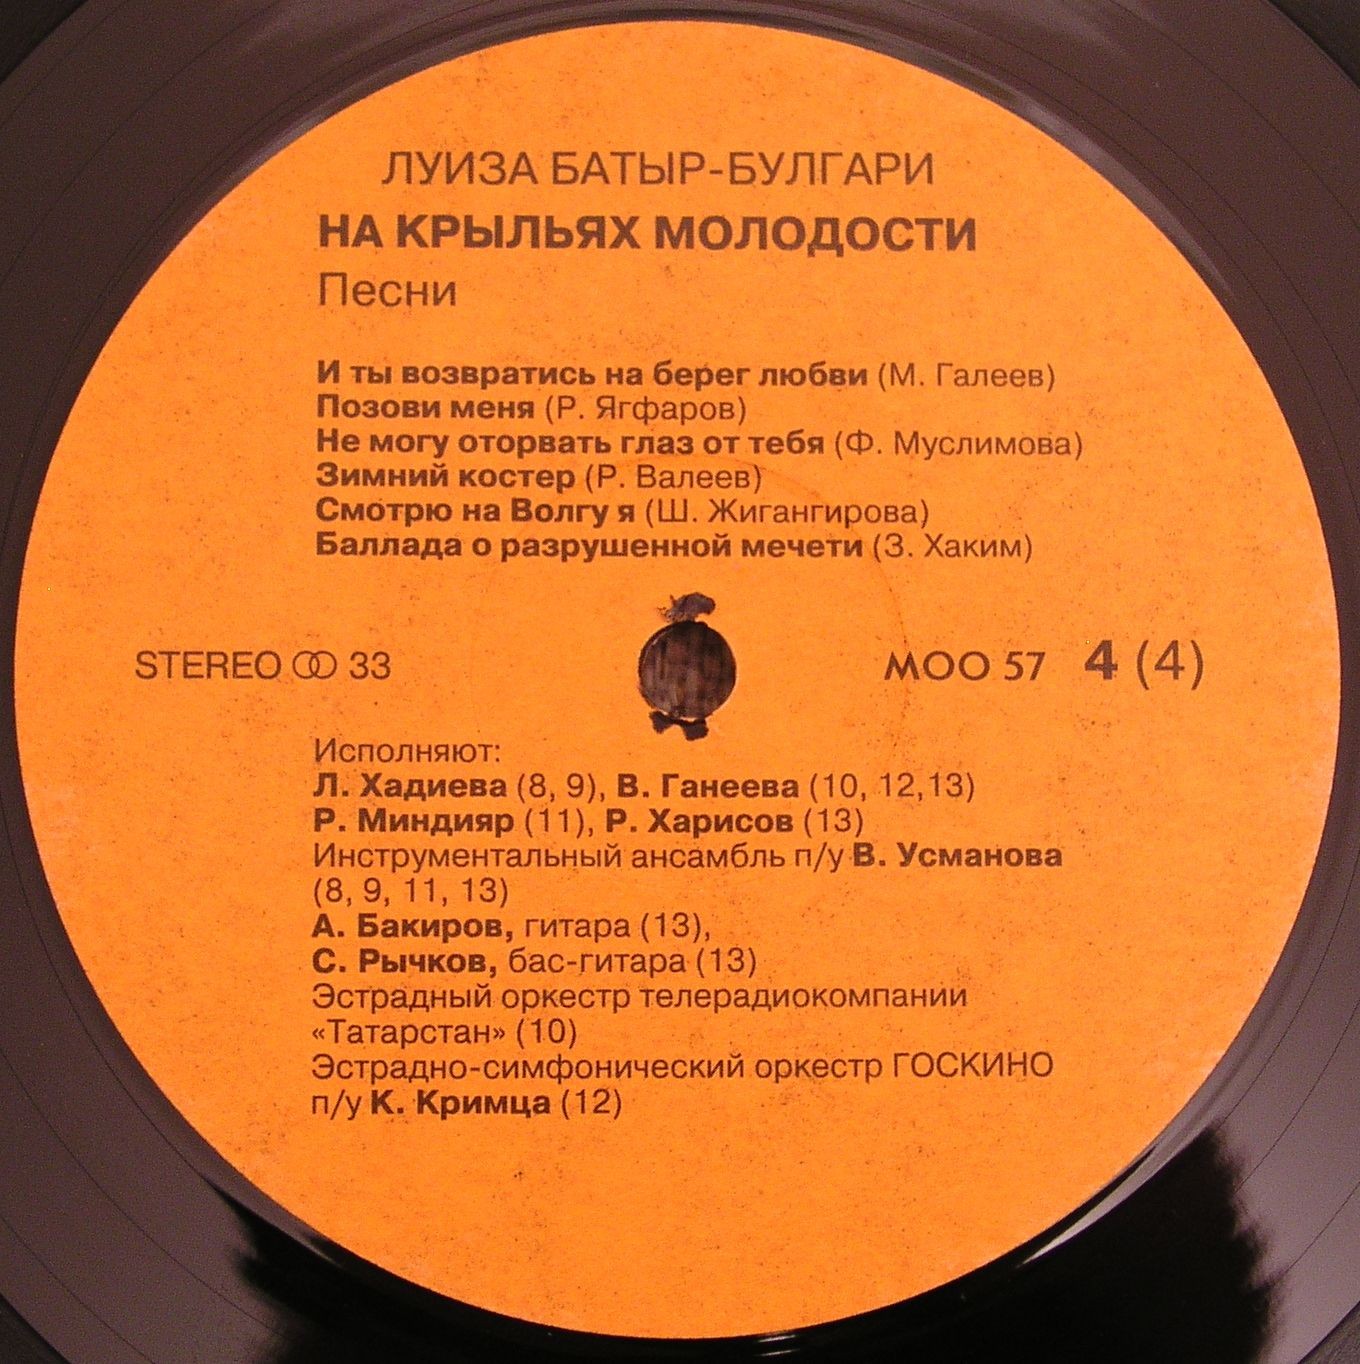 ЛУИЗА БАТЫР-БУЛГАРИ
НА КРЫЛЬЯХ МОЛОДОСТИ
Песни
И ты возвратись на берег любви (М. Галеев)
Позови меня (Р. Ягфаров)
Не могу оторвать глаз от тебя (Ф. Муслимова)
Зимний костер (Р. Валеев)
Смотрю на Волгу я (Ш. Жигангирова)
Баллада о разрушенной мечети (З. Хаким)
STEREO 33 МОО 57 4 (4)
Исполняют:
Л. Хадиева (8, 9), В. Ганеева (10, 12,13)
Р. Миндияр (11), Р. Харисов (13)
Инструментальный ансамбль п/у В. Усманова
(8, 9, 11, 13)
А. Бакиров, гитара (13),
С. Рычков, бас-гитара (13)
Эстрадный оркестр телерадиокомпании
«Татарстан» (10)
Эстрадно-симфонический оркестр ГОСКИНО
п/у К. Кримца (12)